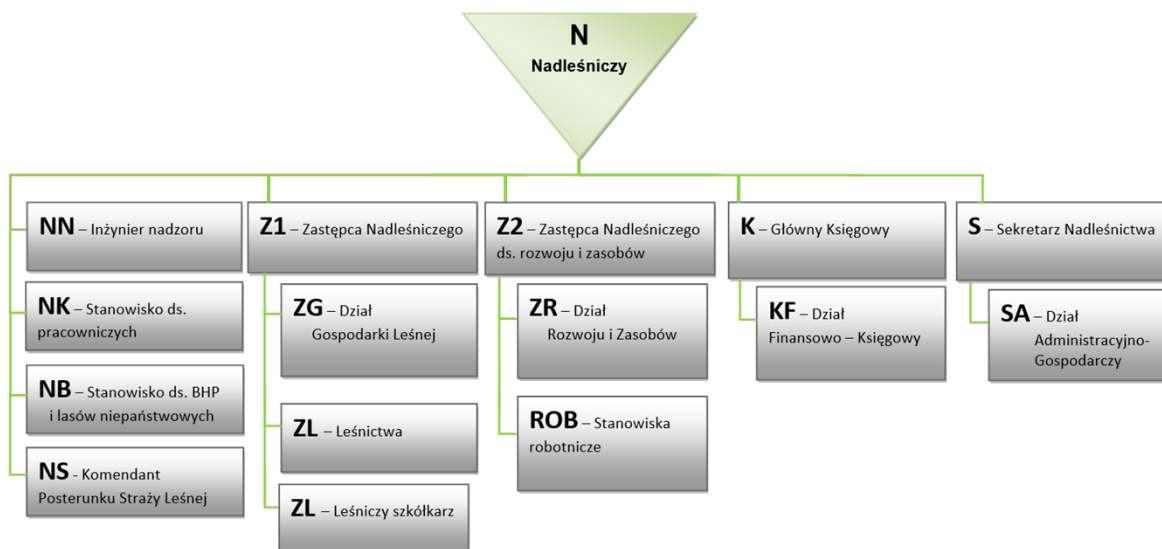 N
Nadleśniczy
NN – Inżynier nadzoru
NK – Stanowisko ds.
pracowniczych
NB – Stanowisko ds. BHP
i lasów niepaństwowych
NS - Komendant
Posterunku Straży Leśnej
Z1 – Zastępca Nadleśniczego
ZG – Dział
Gospodarki Leśnej
ZL – Leśnictwa
ZL – Leśniczy szkółkarz
Z2 – Zastępca Nadleśniczego
ds. rozwoju i zasobów
ZR – Dział
Rozwoju i Zasobów
ROB – Stanowiska
robotnicze
K – Główny Księgowy
KF – Dział
Finansowo – Księgowy
S – Sekretarz Nadleśnictwa
SA – Dział
Administracyjno-
Gospodarczy